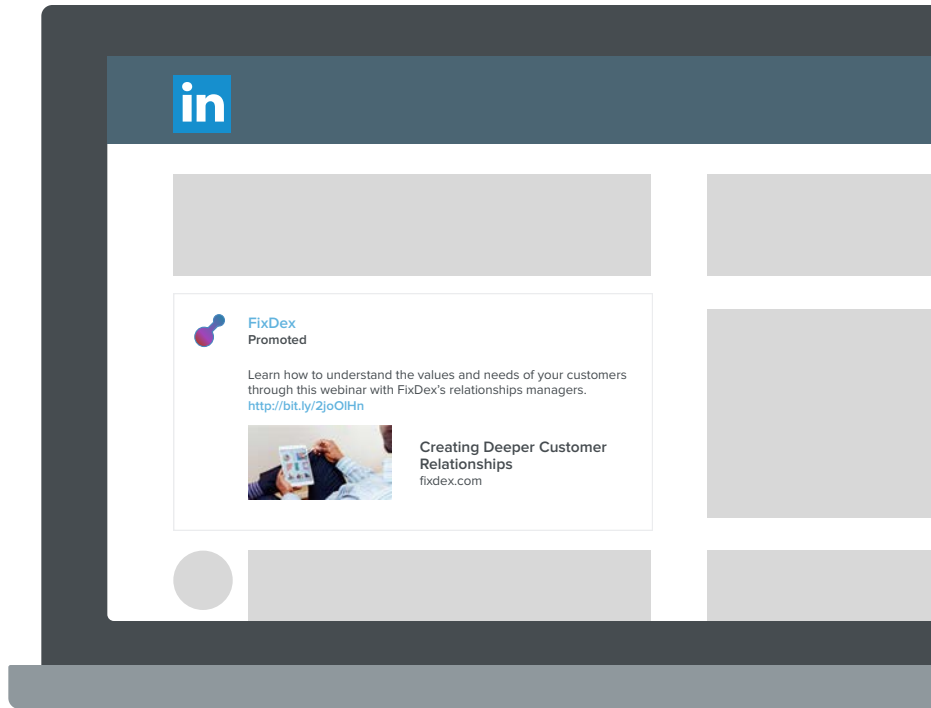 in
FixDex
Promoted
Learn how to understand the values and needs of your customers
through this webinar with FixDex's relationships managers.
http://bit.ly/2joOlHn
Creating Deeper Customer
Relationships
fixdex.com